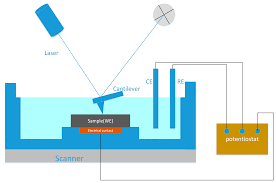 Laser
Cantilever
CE
RE
Sample(WE)
Electrical contact
potentiostat
Scanner